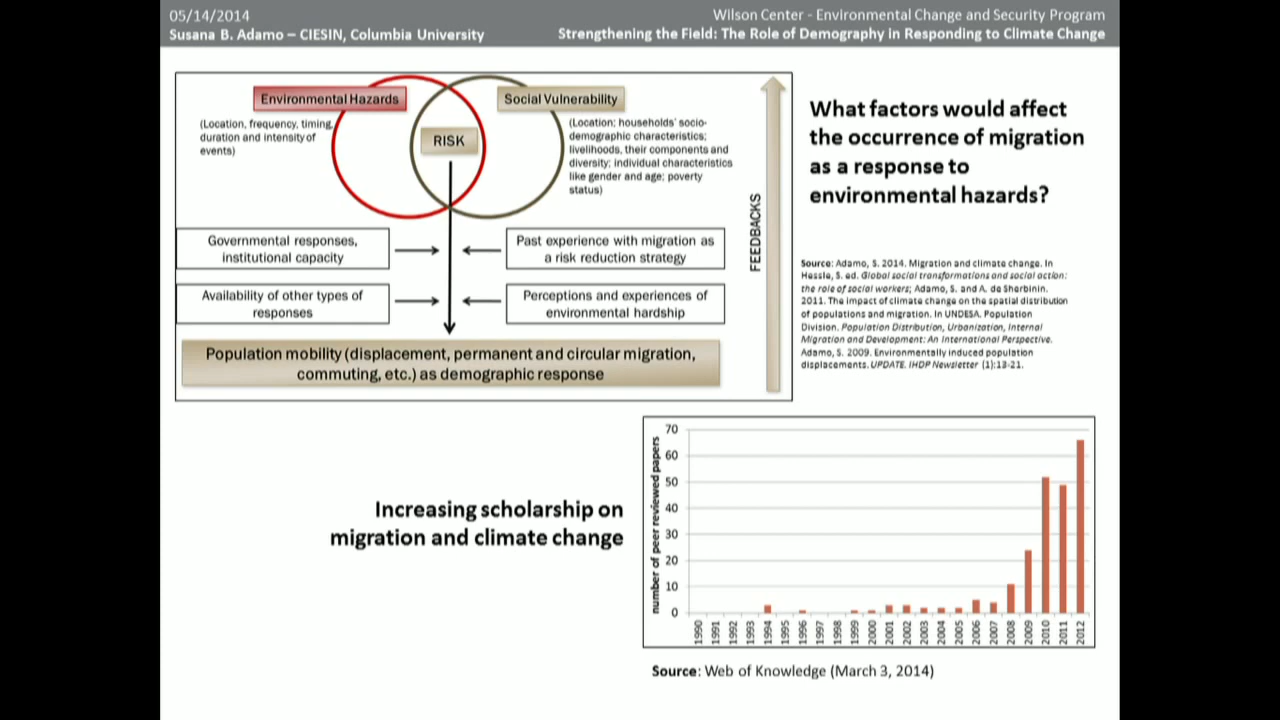 05/14/2014
Wilson Center - Environmental Change and Security Program
Susana B. Adamo – CIESIN, Columbia University
Strengthening the Field: The Role of Demography in Responding to Climate Change
Environmental Hazards
Social Vulnerability
(Location, frequency, timing,
duration and intensity of
events)
RISK
(Location; households' socio-
demographic characteristics;
livelihoods, their components and
diversity; individual characteristics
like gender and age; poverty
status)
Governmental responses,
institutional capacity
Past experience with migration as
a risk reduction strategy
Availability of other types of
responses
Perceptions and experiences of
environmental hardship
Population mobility (displacement, permanent and circular migration,
commuting, etc.) as demographic response
FEEDBACKS
What factors would affect
the occurrence of migration
as a response to
environmental hazards?
Source: Adamo, S. 2014. Migration and climate change. In
Hessle, S. ed. Global social transformations and social action:
the role of social workers; Adamo, S. and A. de Sherbinin.
2011. The impact of climate change on the spatial distribution
of populations and migration. In UNDESA. Population
Division. Population Distribution, Urbanization, Internal
Migration and Development: An International Perspective.
Adamo, S. 2009. Environmentally induced population
displacements. UPDATE. IHDP Newsletter (1):13-21.
Increasing scholarship on
migration and climate change
number of peer reviewed papers
70
60
50
40
30
20
10
0
1990
1991
1992
1993
1994
1995
1996
1997
1998
1999
2000
2001
2002
2003
2004
2005
2006
2007
2008
2009
2010
2011
2012
Source: Web of Knowledge (March 3, 2014)